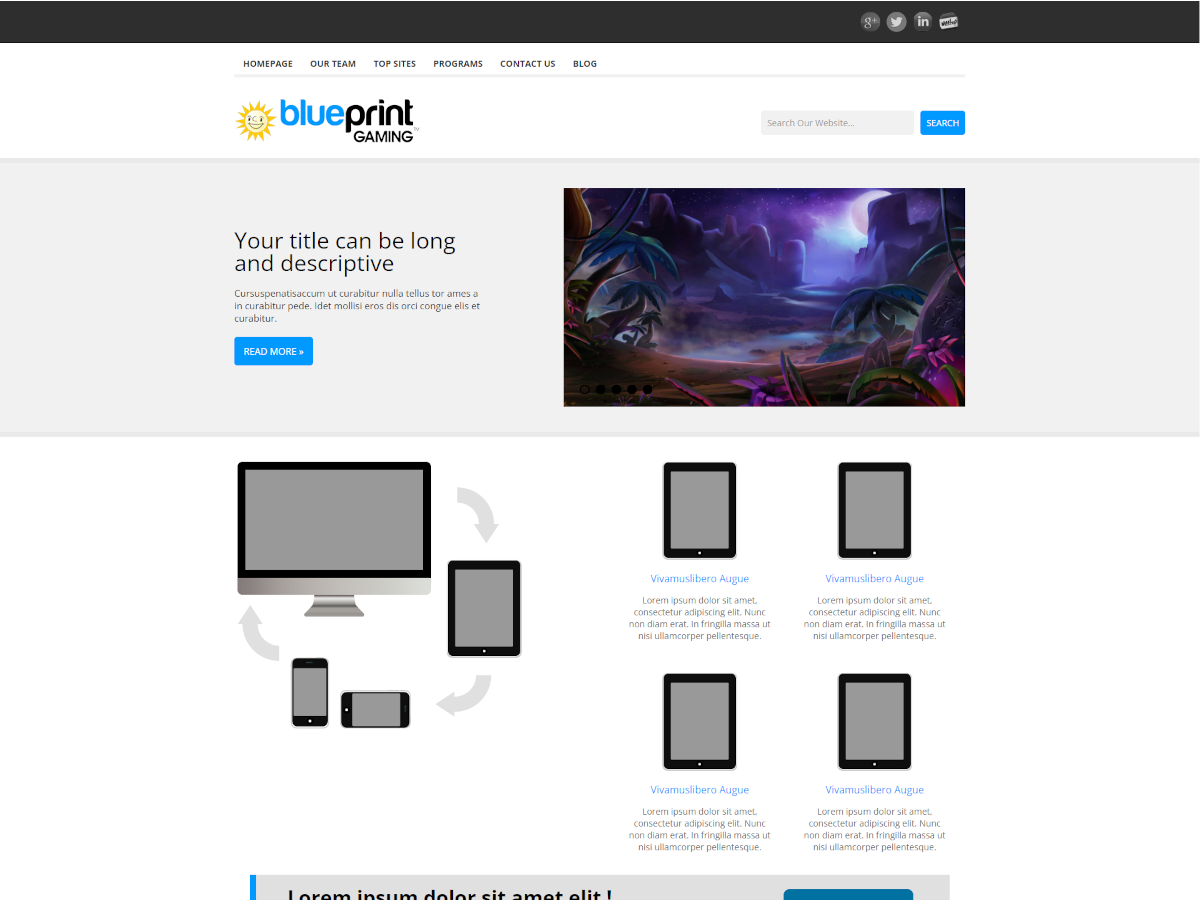 HOMEPAGE OUR TEAM TOP SITES PROGRAMS CONTACT US BLOG
blueprint
GAMING
Search Our Website... SEARCH
Your title can be long
and descriptive
Cursuspenatisaccum ut curabitur nulla tellus tor ames a
in curabitur pede. Idet mollisi eros dis orci congue elis et
curabitur.
READ MORE »
Vivamuslibero Augue
Lorem ipsum dolor sit amet,
consectetur adipiscing elit. Nunc
non diam erat. In fringilla massa ut
nisi ullamcorper pellentesque.
Vivamuslibero Augue
Lorem ipsum dolor sit amet,
consectetur adipiscing elit. Nunc
non diam erat. In fringilla massa ut
nisi ullamcorper pellentesque.
Vivamuslibero Augue
Lorem ipsum dolor sit amet,
consectetur adipiscing elit. Nunc
non diam erat. In fringilla massa ut
nisi ullamcorper pellentesque.
Vivamuslibero Augue
Lorem ipsum dolor sit amet,
consectetur adipiscing elit. Nunc
non diam erat. In fringilla massa ut
nisi ullamcorper pellentesque.
Lorem ipsum dolor sit amet elit !